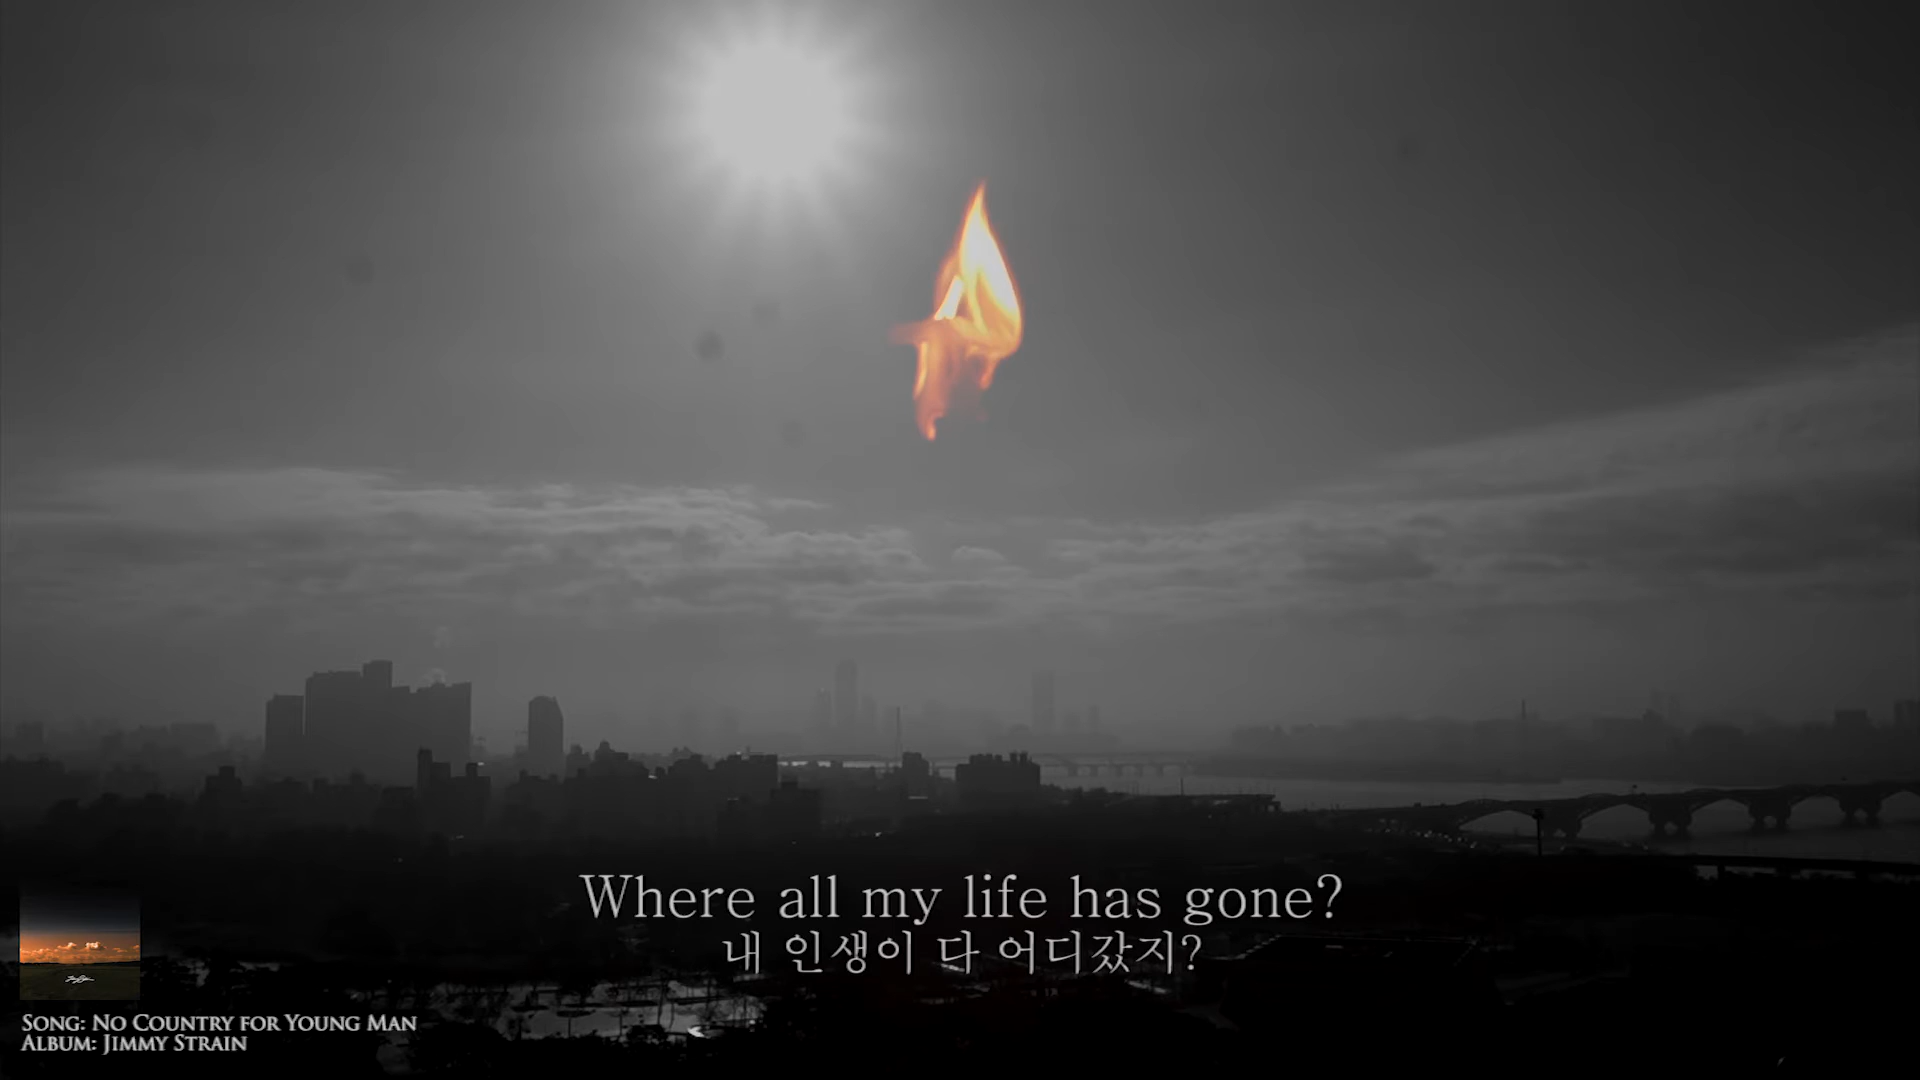 Where all my life has gone?
내 인생이 다 어디갔지?
Song: No Country for Young Man
Album: Jimmy Strain